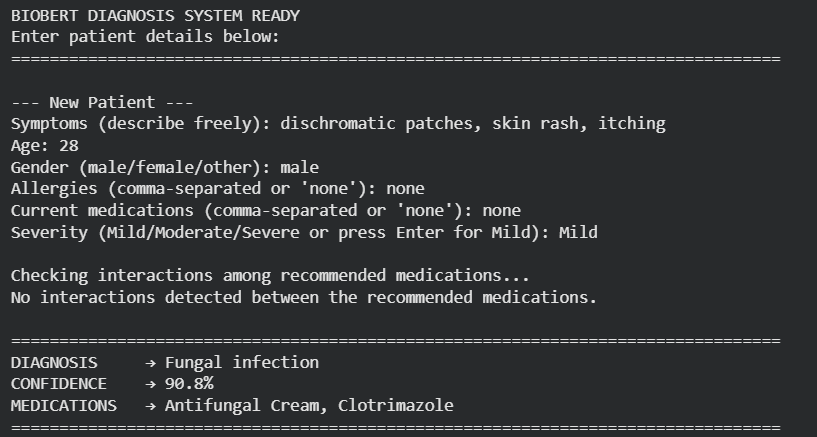 BIOBERT DIAGNOSIS SYSTEM READY
Enter patient details below:
================================================================================
--- New Patient ---
Symptoms (describe freely): dischromatic patches, skin rash, itching
Age: 28
Gender (male/female/other): male
Allergies (comma-separated or 'none'): none
Current medications (comma-separated or 'none'): none
Severity (Mild/Moderate/Severe or press Enter for Mild): Mild
Checking interactions among recommended medications...
No interactions detected between the recommended medications.
================================================================================
DIAGNOSIS → Fungal infection
CONFIDENCE → 90.8%
MEDICATIONS → Antifungal Cream, Clotrimazole
================================================================================